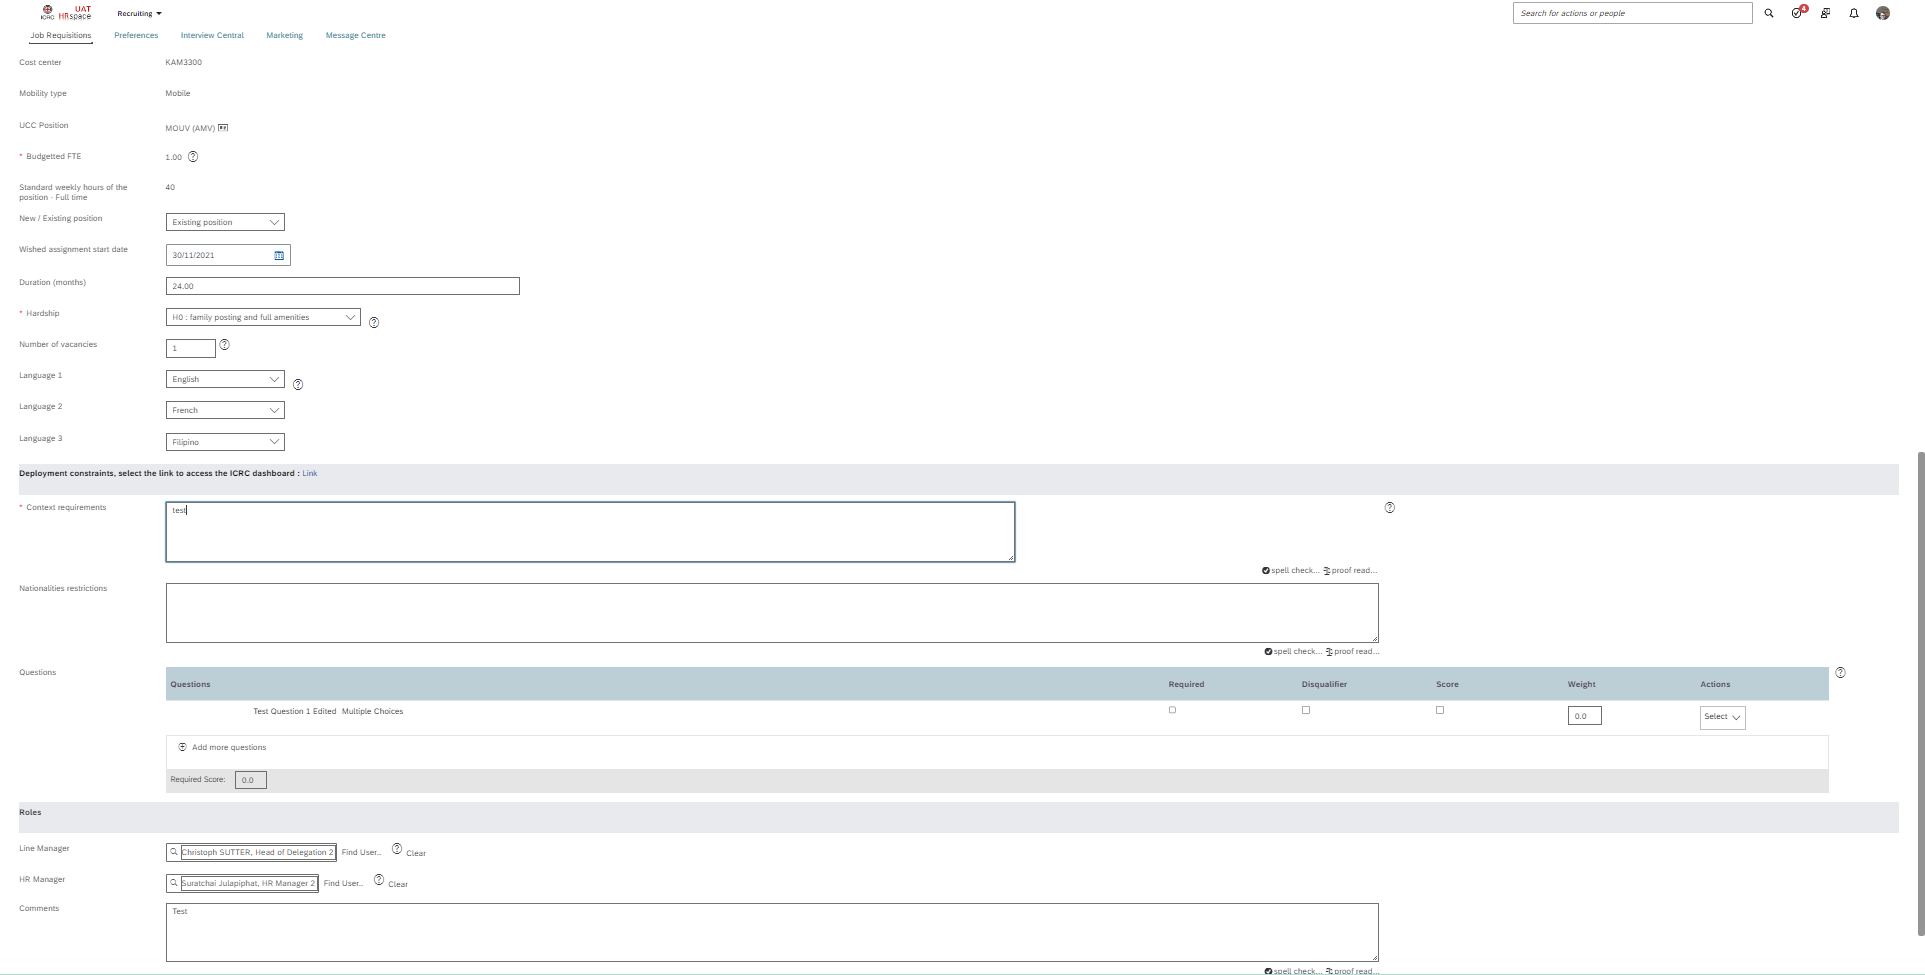 ICRC UAT HRspace Recruiting Search for actions or people 4
Job Requisitions Preferences Interview Central Marketing Message Centre
Cost center KAM3300
Mobility type Mobile
UCC Position MOUV (AMV)
* Budgetted FTE 1.00
Standard weekly hours of the
position - Full time 40
New / Existing position Existing position
Wished assignment start date 30/11/2021
Duration (months) 24.00
* Hardship H0 : family posting and full amenities
Number of vacancies 1
Language 1 English
Language 2 French
Language 3 Filipino
Deployment constraints, select the link to access the ICRC dashboard : Link
* Context requirements test
spell check... proof read...
Nationalities restrictions
spell check... proof read...
Questions
Questions Required Disqualifier Score Weight Actions
Test Question 1 Edited Multiple Choices 0.0 Select
Add more questions
Required Score: 0.0
Roles
Line Manager Christoph SUTTER, Head of Delegation 2 Find User... Clear
HR Manager Suratchai Julapiphat, HR Manager 2 Find User... Clear
Comments Test
spell check... proof read...